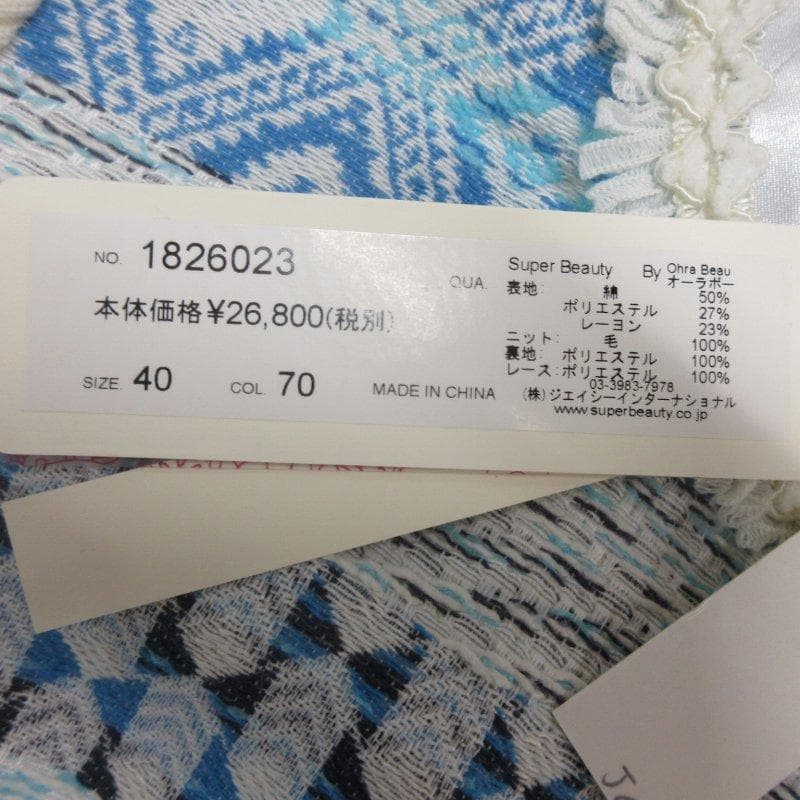 NO. 1826023
本体価格¥26,800(税別)
SIZE. 40 COL. 70 MADE IN CHINA
QUA. Super Beauty By Ohra Beau
オーラボー
表地: 綿 50%
ポリエステル 27%
レーヨン 23%
ニット: 毛 100%
裏地: ポリエステル 100%
レース: ポリエステル 100%
03-3983-7978
(株)ジエイシーインターナショナル
www.superbeauty.co.jp